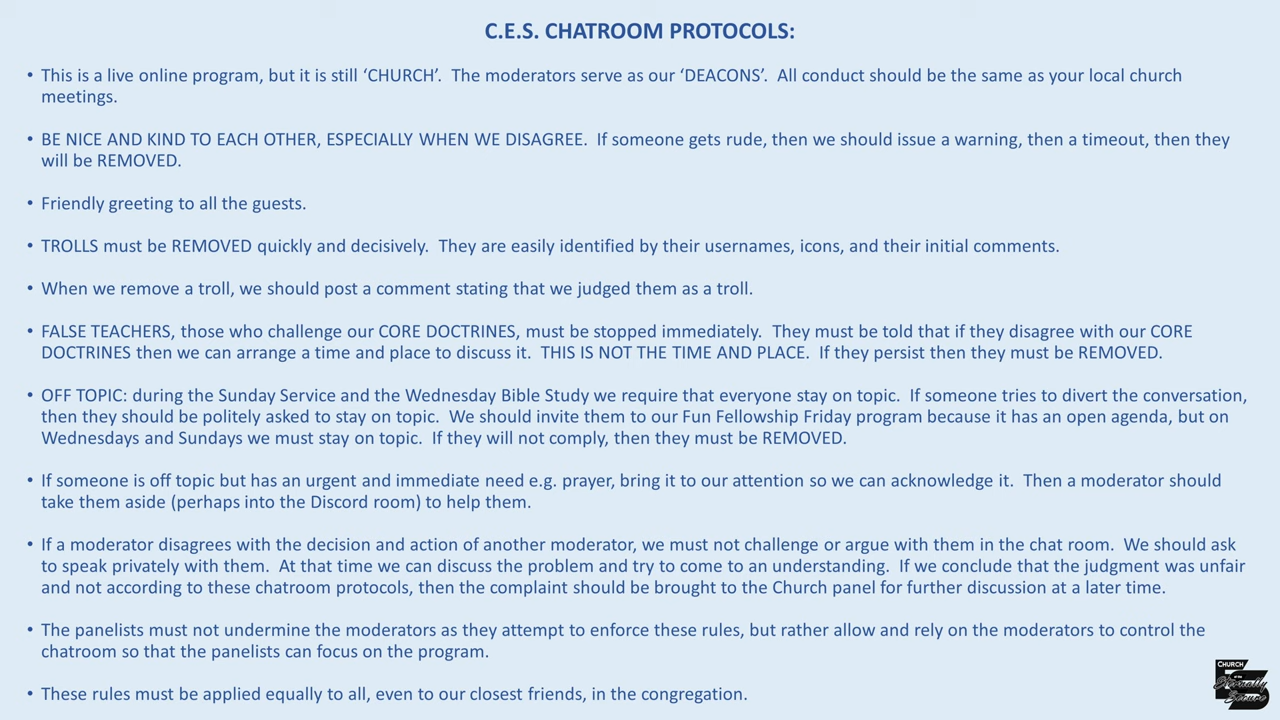 C.E.S. CHATROOM PROTOCOLS:
• This is a live online program, but it is still ‘CHURCH’.  The moderators serve as our ‘DEACONS’.  All conduct should be the same as your local church
meetings.
• BE NICE AND KIND TO EACH OTHER, ESPECIALLY WHEN WE DISAGREE.  If someone gets rude, then we should issue a warning, then a timeout, then they
will be REMOVED.
• Friendly greeting to all the guests.
• TROLLS must be REMOVED quickly and decisively.  They are easily identified by their usernames, icons, and their initial comments.
• When we remove a troll, we should post a comment stating that we judged them as a troll.
• FALSE TEACHERS, those who challenge our CORE DOCTRINES, must be stopped immediately.  They must be told that if they disagree with our CORE
DOCTRINES then we can arrange a time and place to discuss it.  THIS IS NOT THE TIME AND PLACE.  If they persist then they must be REMOVED.
• OFF TOPIC: during the Sunday Service and the Wednesday Bible Study we require that everyone stay on topic.  If someone tries to divert the conversation,
then they should be politely asked to stay on topic.  We should invite them to our Fun Fellowship Friday program because it has an open agenda, but on
Wednesdays and Sundays we must stay on topic.  If they will not comply, then they must be REMOVED.
• If someone is off topic but has an urgent and immediate need e.g. prayer, bring it to our attention so we can acknowledge it.  Then a moderator should
take them aside (perhaps into the Discord room) to help them.
• If a moderator disagrees with the decision and action of another moderator, we must not challenge or argue with them in the chat room.  We should ask
to speak privately with them.  At that time we can discuss the problem and try to come to an understanding.  If we conclude that the judgment was unfair
and not according to these chatroom protocols, then the complaint should be brought to the Church panel for further discussion at a later time.
• The panelists must not undermine the moderators as they attempt to enforce these rules, but rather allow and rely on the moderators to control the
chatroom so that the panelists can focus on the program.
• These rules must be applied equally to all, even to our closest friends, in the congregation.
CHURCH
of the
Eternally
Secure